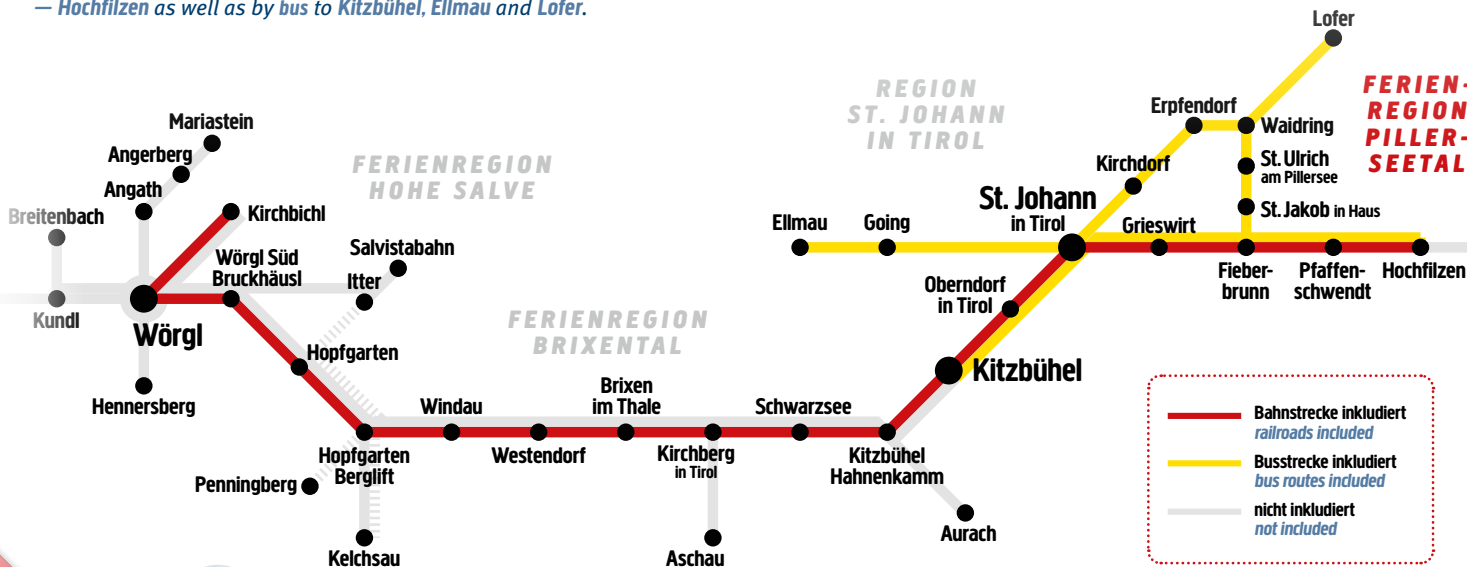 — Hochfilzen as well as by bus to Kitzbühel, Ellmau and Lofer.
Lofer
FERIEN-
REGION
PILLER-
SEETAL
REGION
ST. JOHANN
IN TIROL
Erpfendorf
Waidring
Mariastein
Angerberg
Angath
FERIENREGION
HOHE SALVE
Kirchdorf
St. Ulrich
am Pillersee
St. Jakob in Haus
Breitenbach
Kirchbichl
St. Johann
in Tirol
Ellmau
Going
Grieswirt
Wörgl Süd
Bruckhäusl
Salvistabahn
Itter
Oberndorf
in Tirol
Fieber-
brunn
Pfaffen-
schwendt
Hochfilzen
Kundl
Wörgl
FERIENREGION
BRIXENTAL
Hopfgarten
Kitzbühel
Hennersberg
Windau
Brixen
im Thale
Schwarzsee
Hopfgarten
Berglift
Westendorf
Kirchberg
in Tirol
Kitzbühel
Hahnenkamm
Penningberg
Aurach
Kelchsau
Aschau
Bahnstrecke inkludiert
railroads included
Busstrecke inkludiert
bus routes included
nicht inkludiert
not included